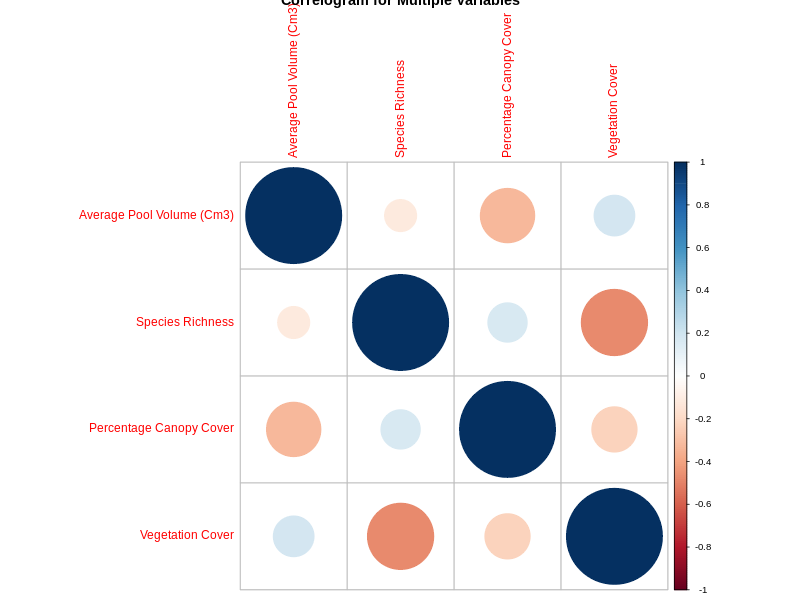 Correlogram for Multiple Variables
Average Pool Volume (Cm3)
Species Richness
Percentage Canopy Cover
Vegetation Cover
Average Pool Volume (Cm3)
Species Richness
Percentage Canopy Cover
Vegetation Cover
1
0.8
0.6
0.4
0.2
0
-0.2
-0.4
-0.6
-0.8
-1